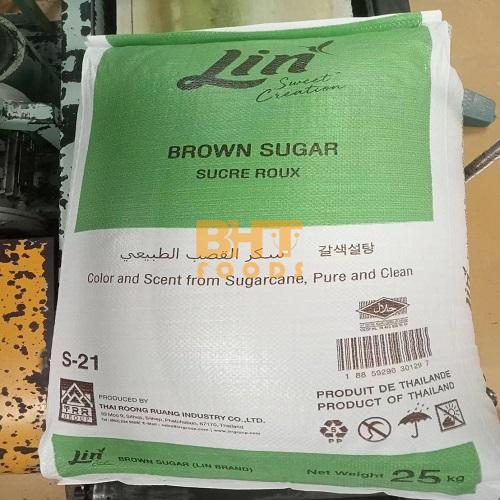 Lin
Sweet
Creation
BROWN SUGAR
SUCRE ROUX
BHT
FOODS
سكر القصب الطبيعي
갈색설탕
Color and Scent from Sugarcane, Pure and Clean
حلال
S-21
1 88 59296 30129 7
TRR
GROUP
PRODUCED BY
THAI ROONG RUANG INDUSTRY CO.,LTD.
PRODUIT DE THAILANDE
PRODUCT OF THAILAND
PP
Lin
BROWN SUGAR (LIN BRAND)
Net Weight 25 kg